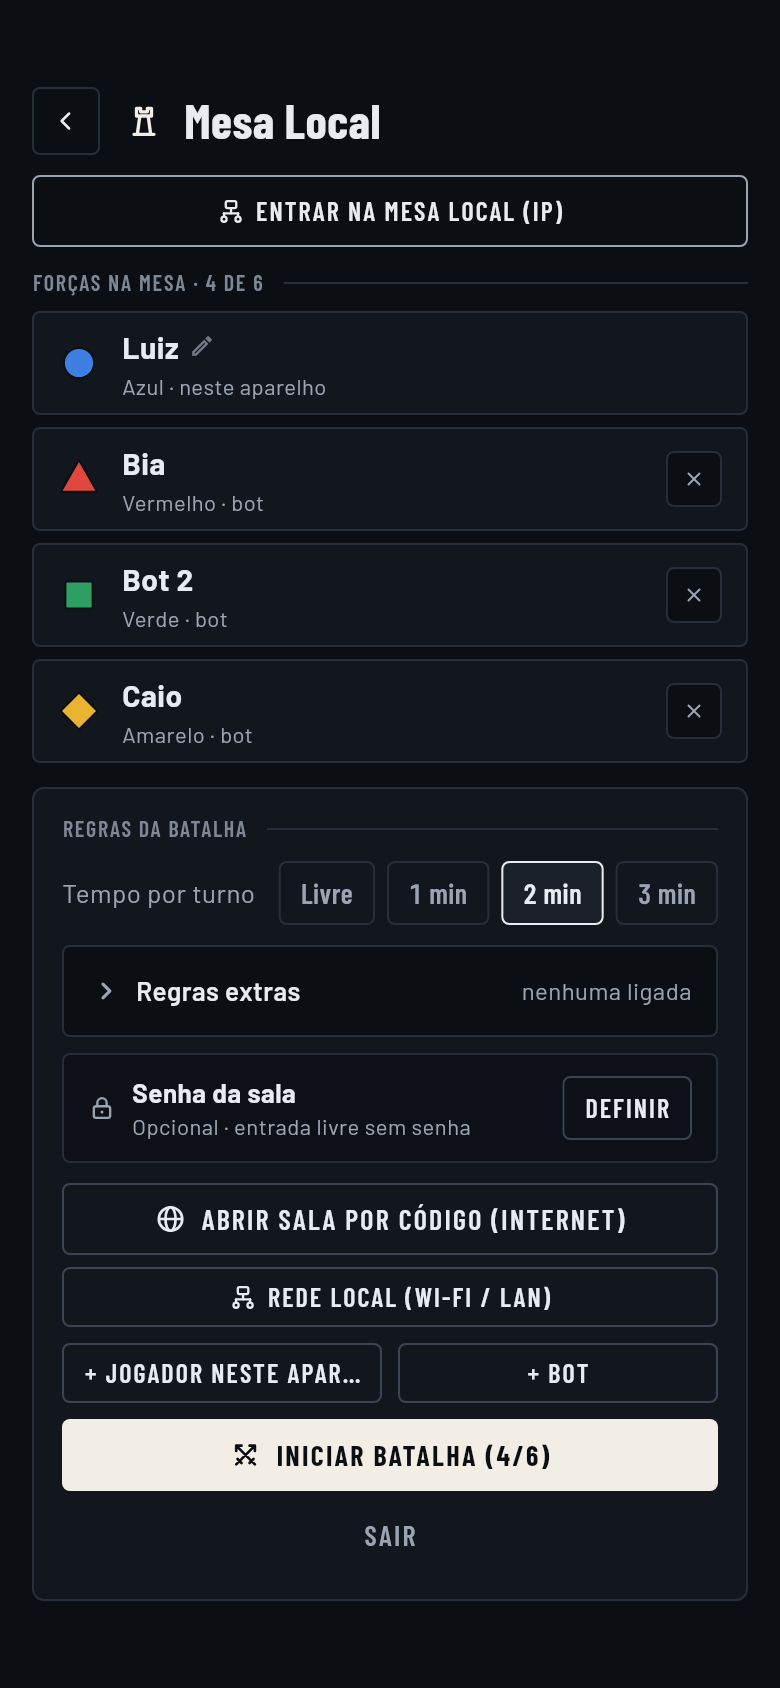 Mesa Local
ENTRAR NA MESA LOCAL (IP)
FORÇAS NA MESA · 4 DE 6
Luiz
Azul · neste aparelho
Bia
Vermelho · bot
Bot 2
Verde · bot
Caio
Amarelo · bot
REGRAS DA BATALHA
Tempo por turno Livre 1 min 2 min 3 min
Regras extras nenhuma ligada
Senha da sala
Opcional · entrada livre sem senha
DEFINIR
ABRIR SALA POR CÓDIGO (INTERNET)
REDE LOCAL (WI-FI / LAN)
+ JOGADOR NESTE APAR... + BOT
INICIAR BATALHA (4/6)
SAIR